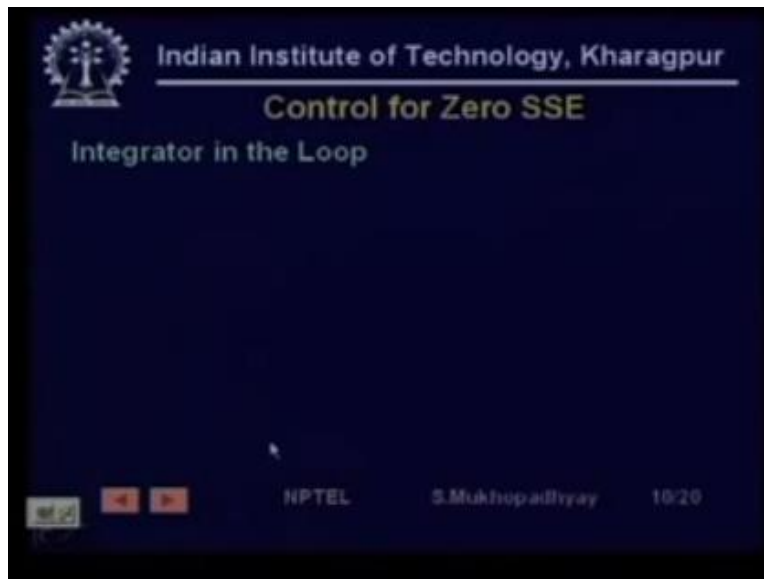 Indian Institute of Technology, Kharagpur
Control for Zero SSE
Integrator in the Loop
NPTEL S.Mukhopadhyay 10/20